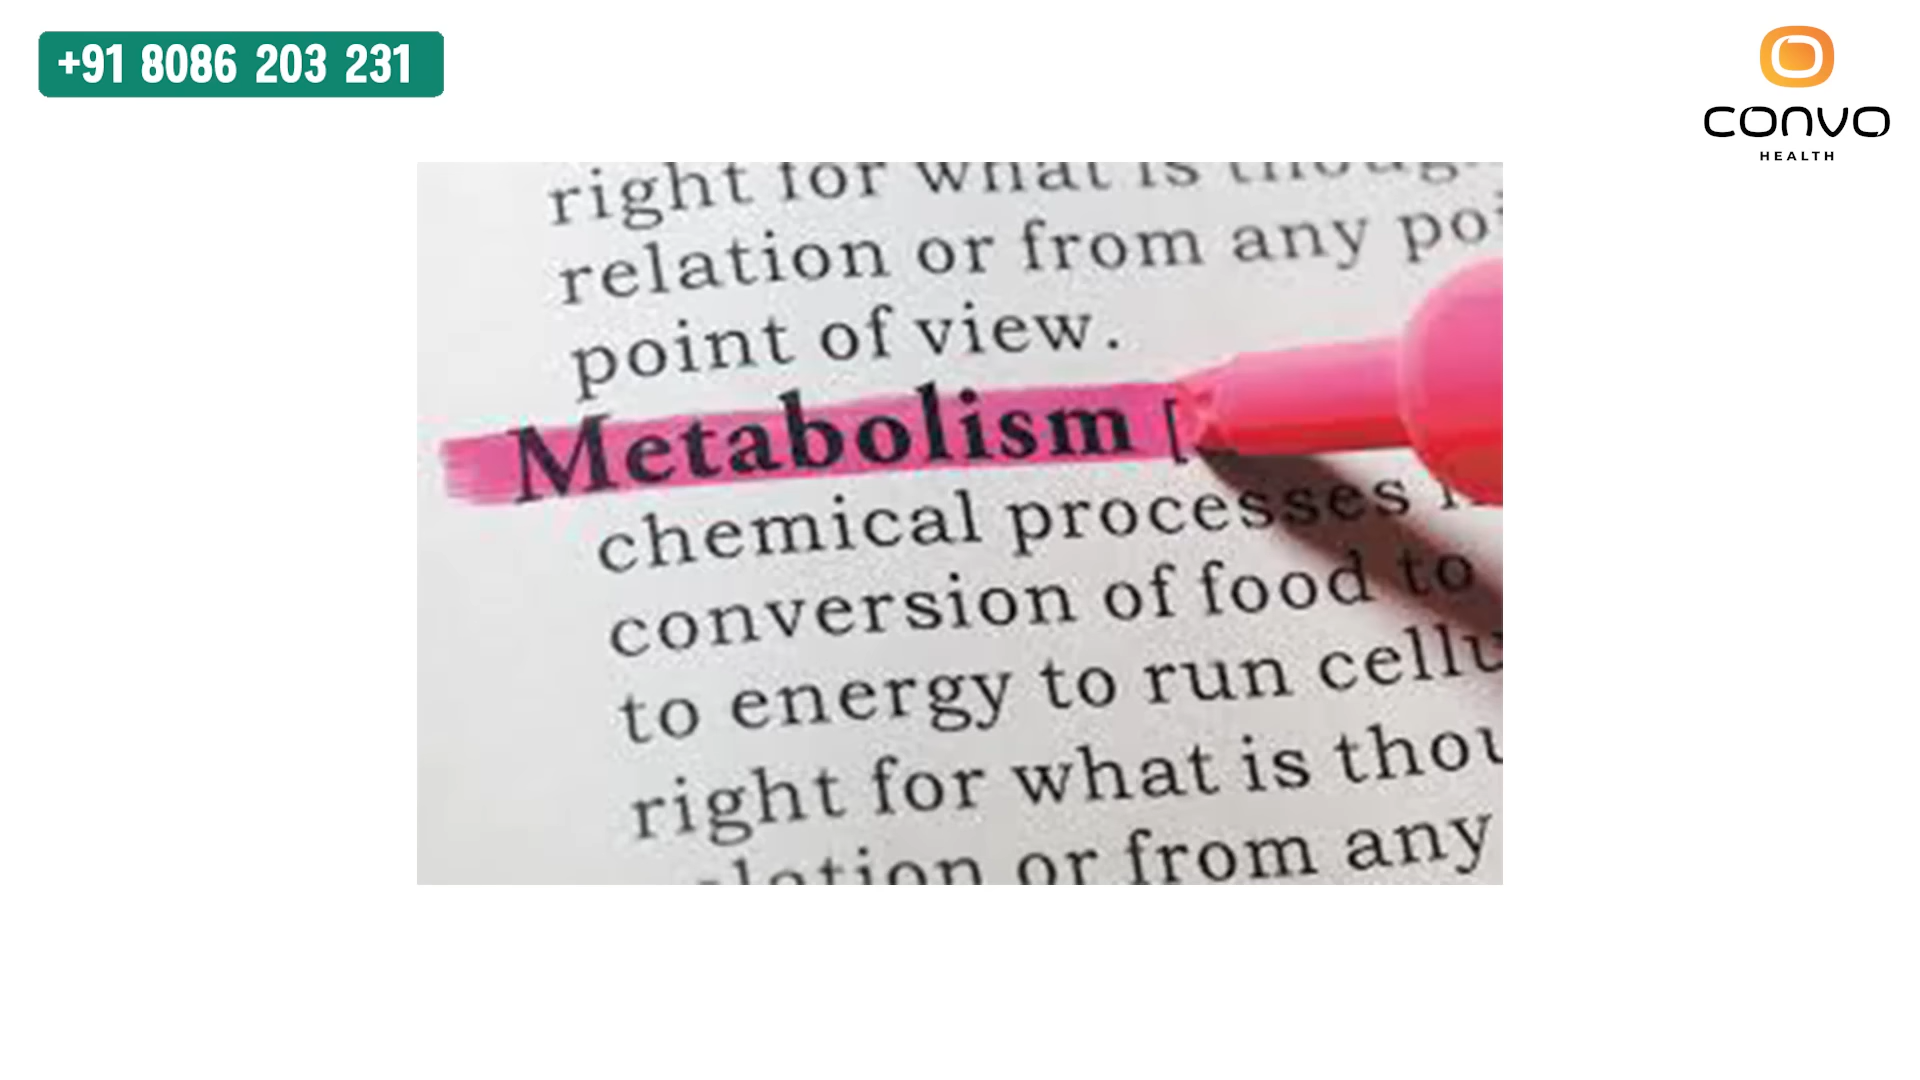 +91 8086 203 231
CONVO
HEALTH
right for what is
relation or from any
point of view.
Metabolism [
chemical processes
conversion of food to
to energy to run
right for what is
or from any